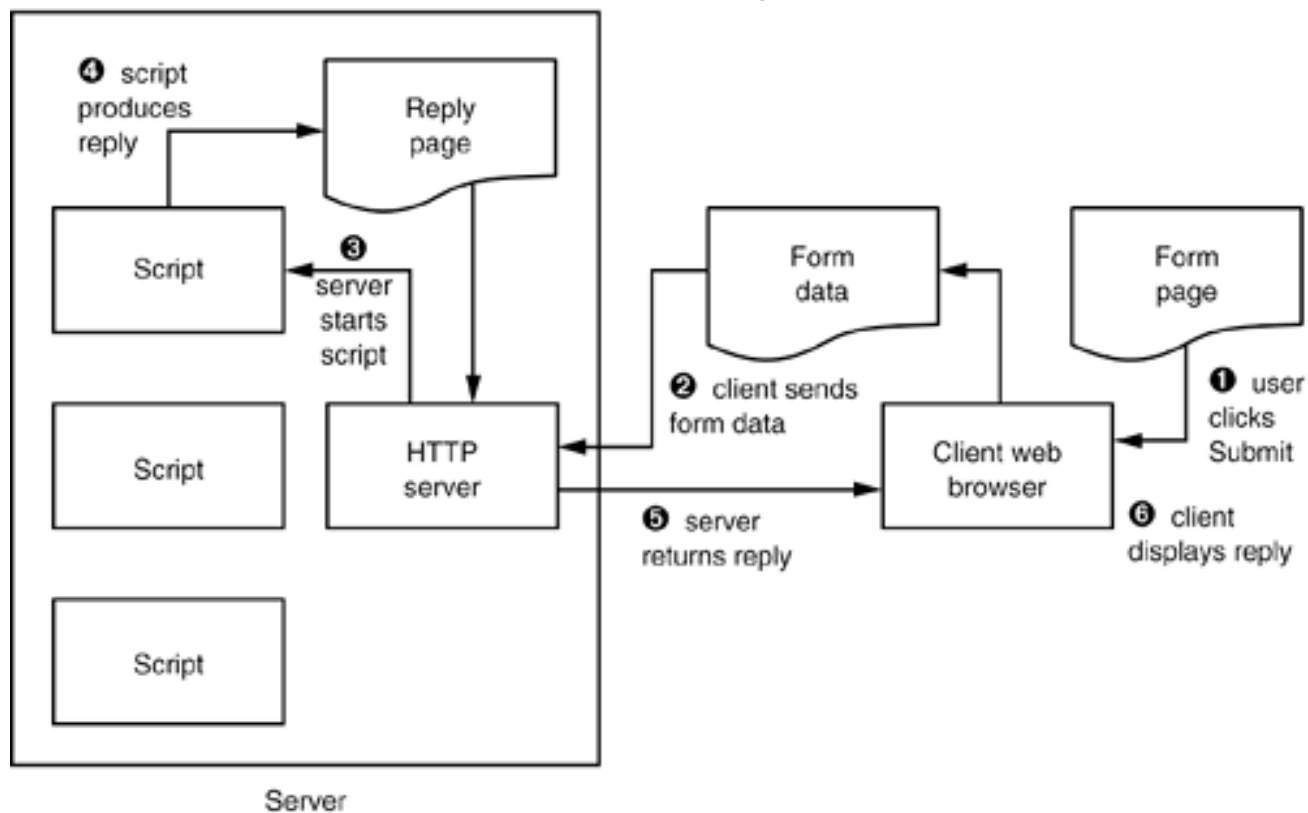 ❹ script
produces
reply
Reply
page
Script
❸
server
starts
script
Form
data
Form
page
❷ client sends
form data
❶ user
clicks
Submit
Script
HTTP
server
Client web
browser
❺ server
returns reply
❻ client
displays reply
Script
Server